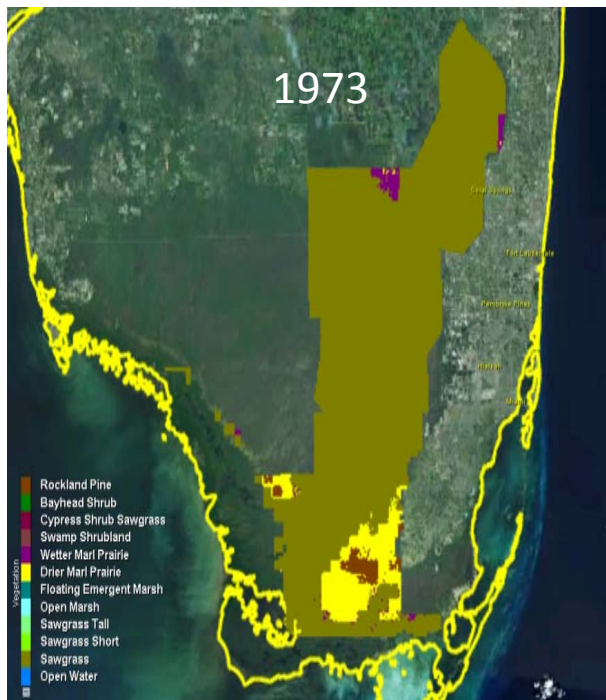 1973
Coral Springs
Fort Lauderdale
Pembroke Pines
Hialeah
Miami
Rockland Pine
Bayhead Shrub
Cypress Shrub Sawgrass
Swamp Shrubland
Wetter Marl Prairie
Drier Marl Prairie
Floating Emergent Marsh
Open Marsh
Sawgrass Tall
Sawgrass Short
Sawgrass
Open Water
Vegetation